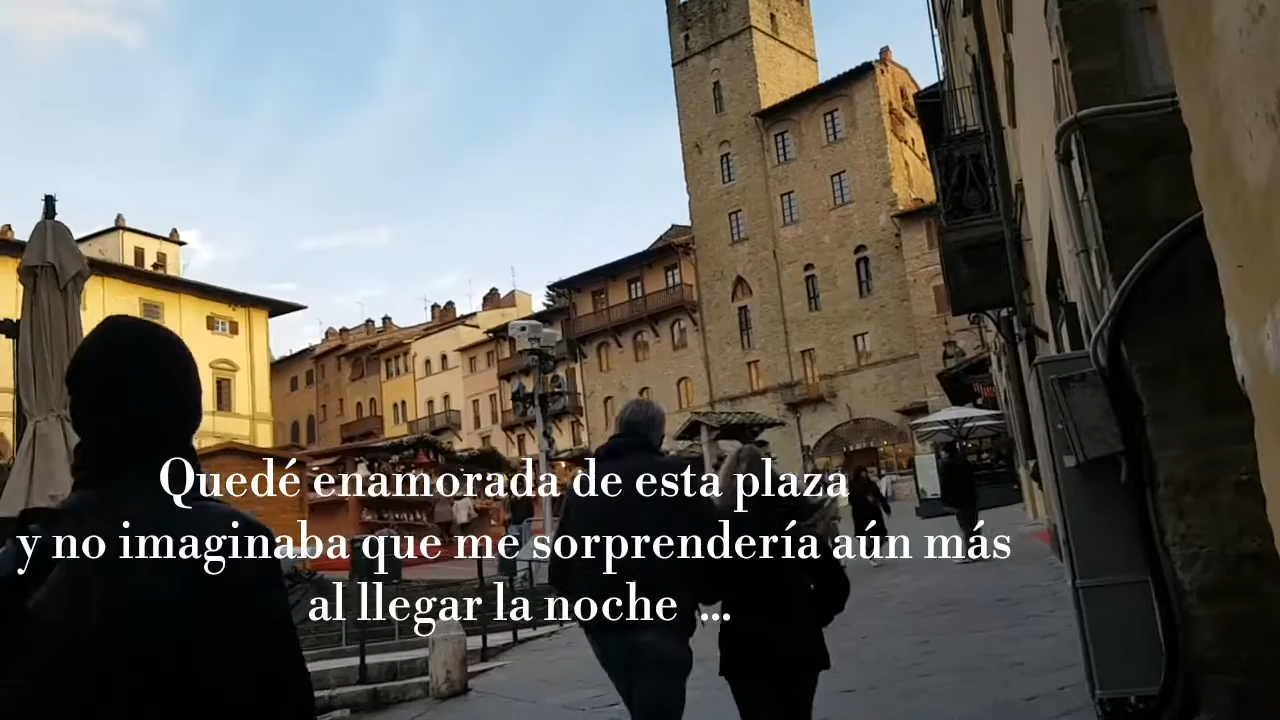 Quedé enamorada de esta plaza
y no imaginaba que me sorprendería aún más
al llegar la noche ...